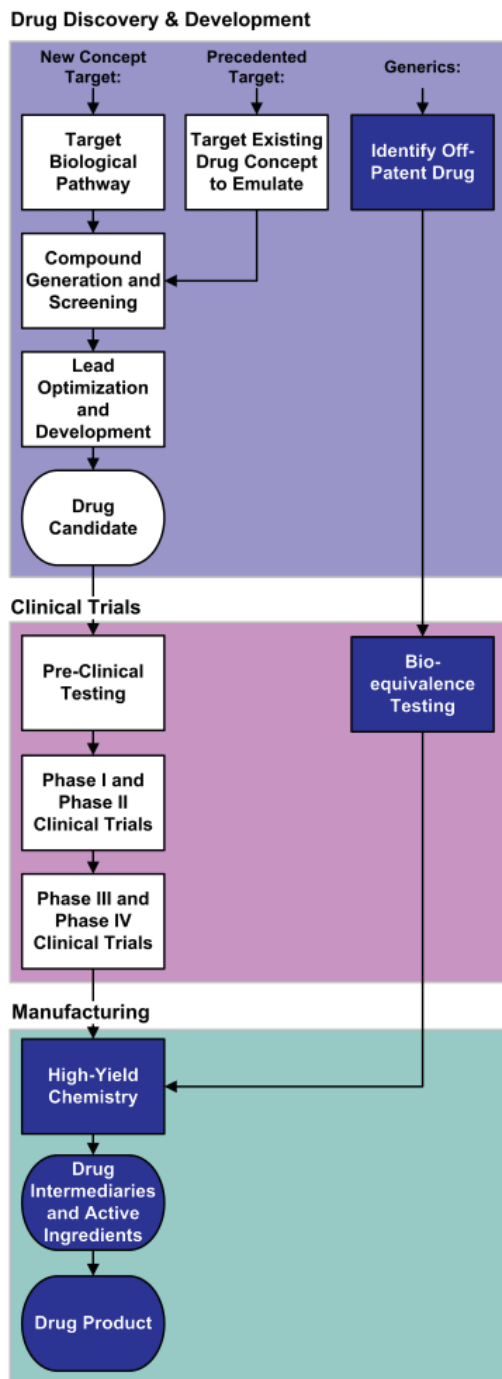 Drug Discovery & Development
New Concept
Target:
Precedented
Target:
Generics:
Target
Biological
Pathway
Target Existing
Drug Concept
to Emulate
Identify Off-
Patent Drug
Compound
Generation and
Screening
Lead
Optimization
and
Development
Drug
Candidate
Clinical Trials
Pre-Clinical
Testing
Bio-
equivalence
Testing
Phase I and
Phase II
Clinical Trials
Phase III and
Phase IV
Clinical Trials
Manufacturing
High-Yield
Chemistry
Drug
Intermediaries
and Active
Ingredients
Drug Product